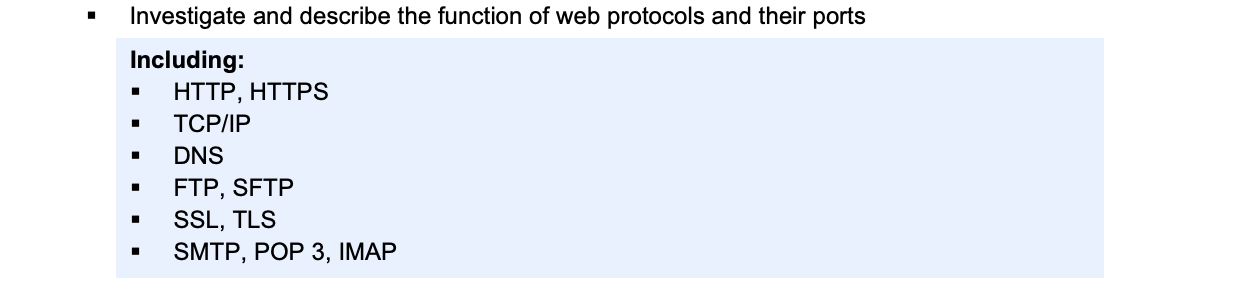 ▪ Investigate and describe the function of web protocols and their ports
Including:
▪ HTTP, HTTPS
▪ TCP/IP
▪ DNS
▪ FTP, SFTP
▪ SSL, TLS
▪ SMTP, POP 3, IMAP